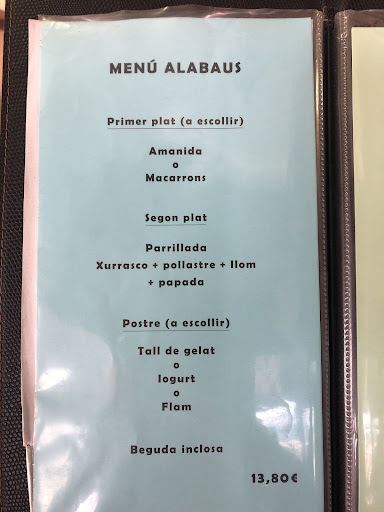 MENÚ ALABAUS
Primer plat (a escollir)
Amanida
o
Macarrons
Segon plat
Parrillada
Xurrasco + pollastre + llom
+ papada
Postre (a escollir)
Tall de gelat
o
Iogurt
o
Flam
Beguda inclosa
13,80€